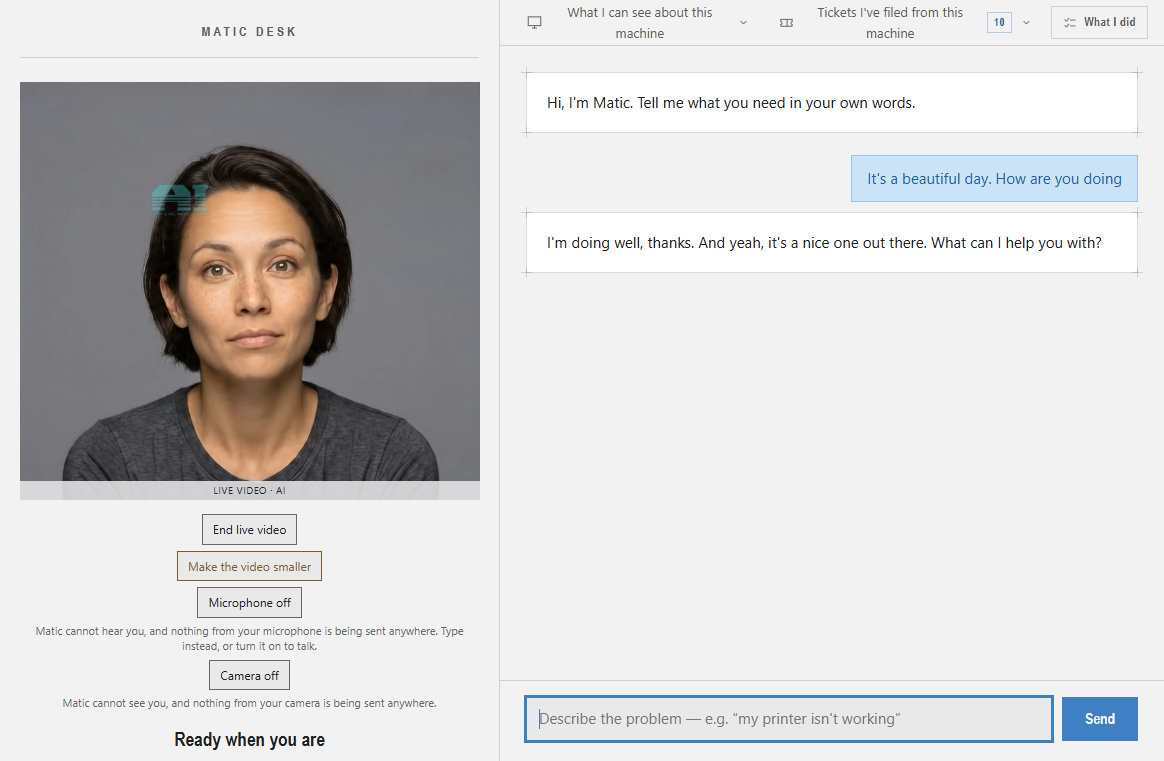 MATIC DESK
AI
LIVE VIDEO · AI
End live video
Make the video smaller
Microphone off
Matic cannot hear you, and nothing from your microphone is being sent anywhere. Type
instead, or turn it on to talk.
Camera off
Matic cannot see you, and nothing from your camera is being sent anywhere.
Ready when you are
What I can see about this
machine
Tickets I've filed from this
machine
10
What I did
Hi, I'm Matic. Tell me what you need in your own words.
It's a beautiful day. How are you doing
I'm doing well, thanks. And yeah, it's a nice one out there. What can I help you with?
Describe the problem — e.g. “my printer isn't working”
Send